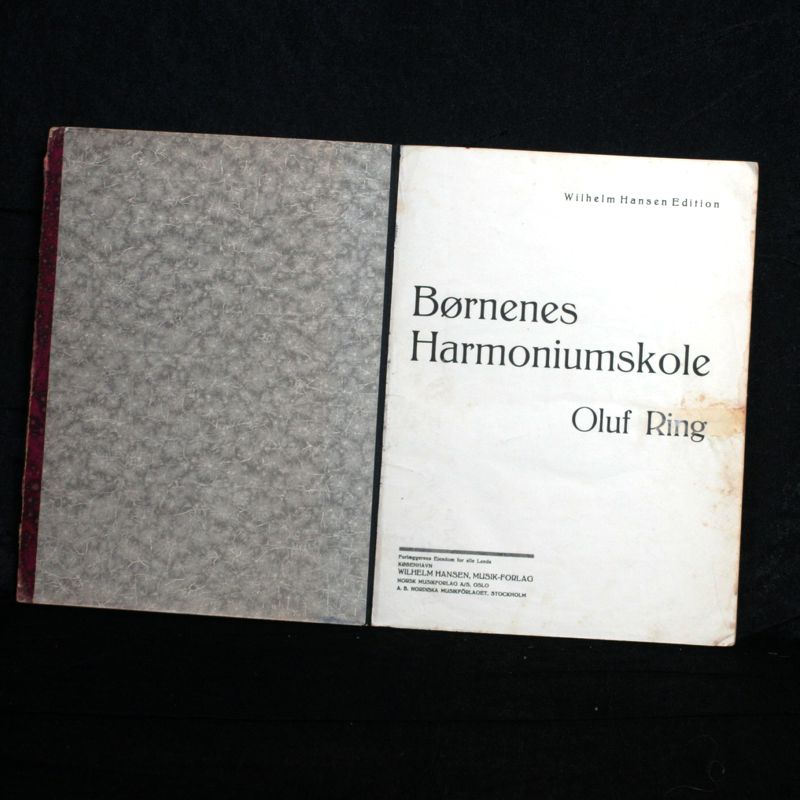 Wilhelm Hansen Edition
Børnenes
Harmoniumskole
Oluf Ring
Forlæggerens Ejendom for alle Lande
KØBENHAVN
WILHELM HANSEN, MUSIK-FORLAG
NORSK MUSIKFORLAG A/S, OSLO
A. B. NORDISKA MUSIKFÖRLAGET, STOCKHOLM